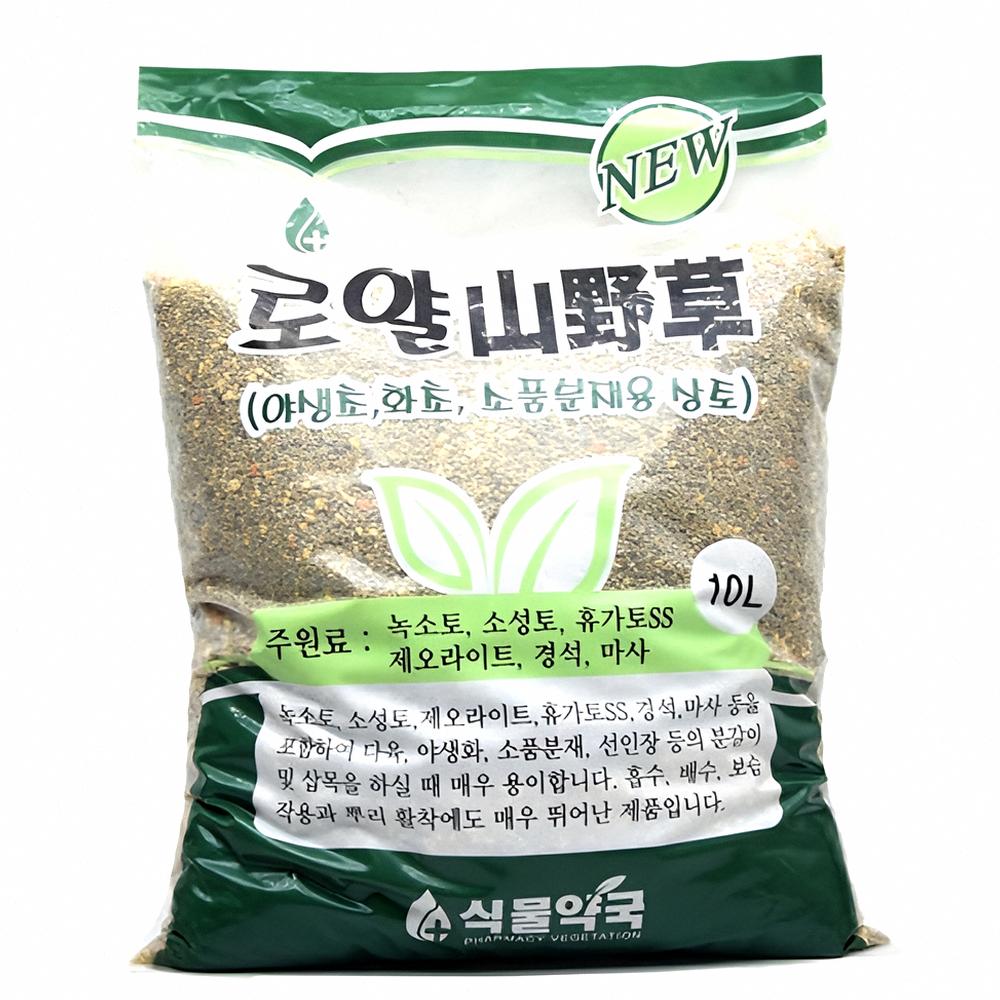 NEW
로얄山野草
(야생초,화초, 소품분재용 상토)
10L
주원료 : 녹소토, 소성토, 휴가토SS
제오라이트, 경석, 마사
녹소토, 소성토,제오라이트,휴가토SS,경석,마사 등을
조합하여 다육, 야생화, 소품분재, 선인장 등의 분갈이
및 삽목을 하실 때 매우 용이합니다. 흡수, 배수, 보습
작용과 뿌리 활착에도 매우 뛰어난 제품입니다.
식물약국
PHARMACY VEGETATION